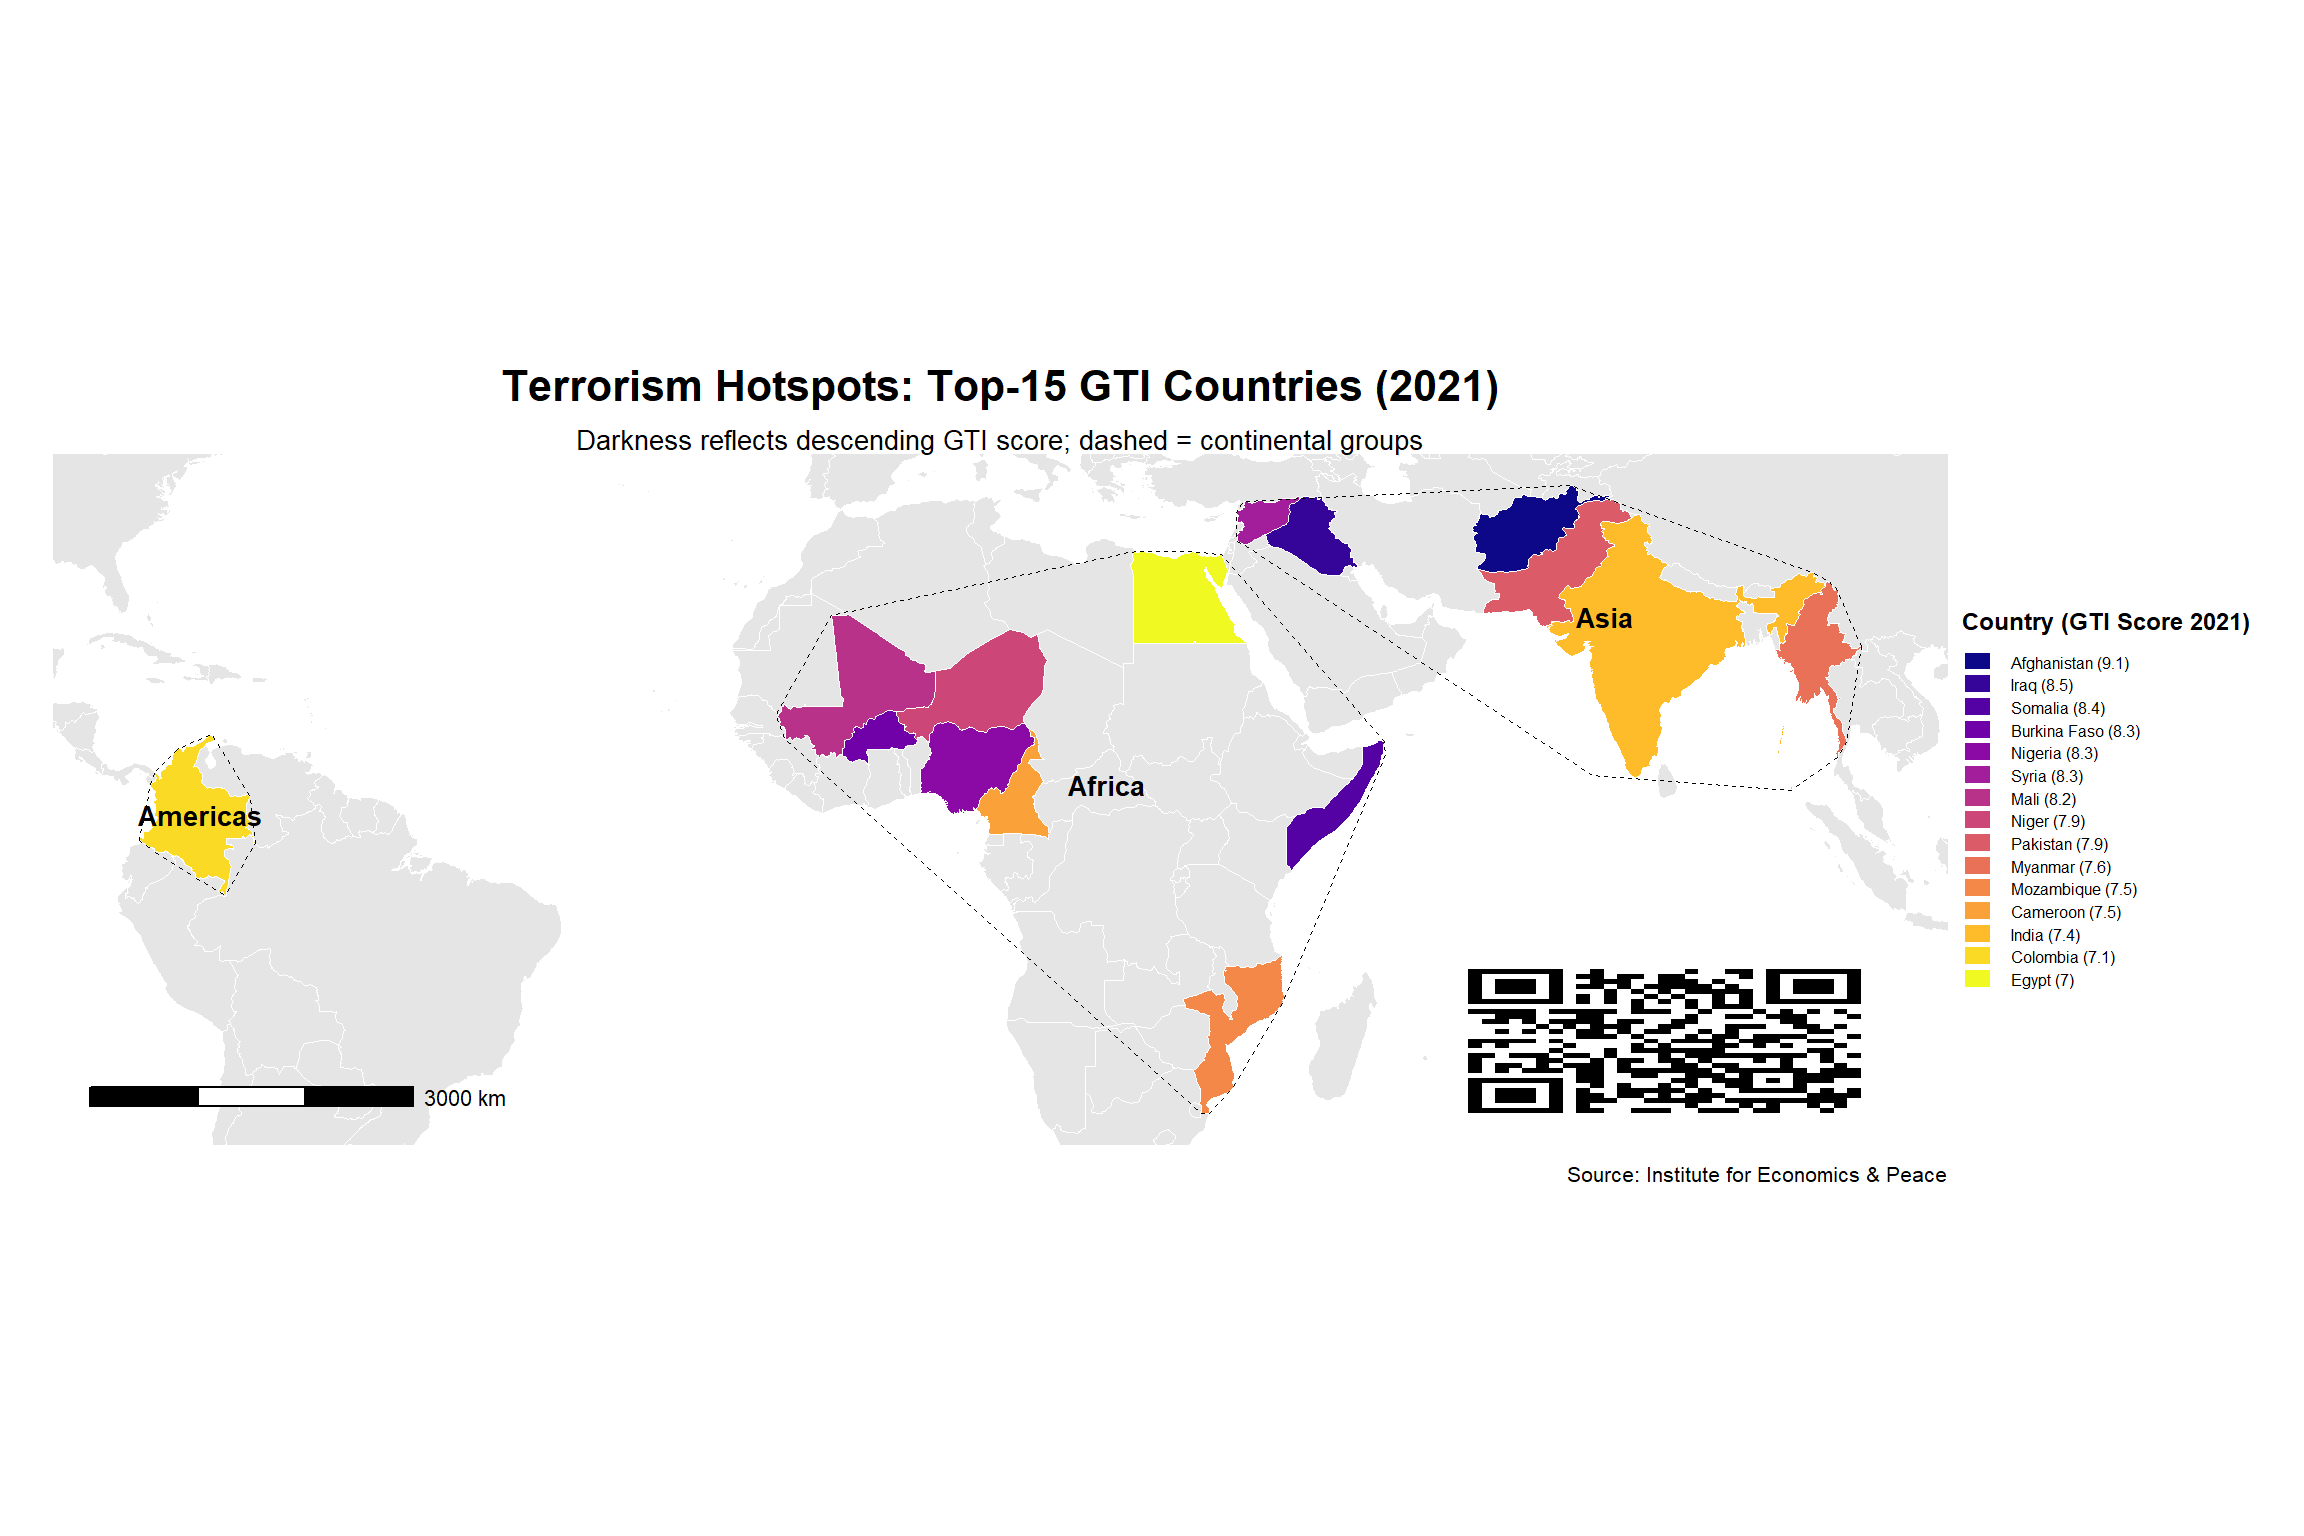 Terrorism Hotspots: Top-15 GTI Countries (2021)
Darkness reflects descending GTI score; dashed = continental groups
Americas
Africa
Asia
3000 km
Country (GTI Score 2021)
Afghanistan (9.1)
Iraq (8.5)
Somalia (8.4)
Burkina Faso (8.3)
Nigeria (8.3)
Syria (8.3)
Mali (8.2)
Niger (7.9)
Pakistan (7.9)
Myanmar (7.6)
Mozambique (7.5)
Cameroon (7.5)
India (7.4)
Colombia (7.1)
Egypt (7)
Source: Institute for Economics & Peace